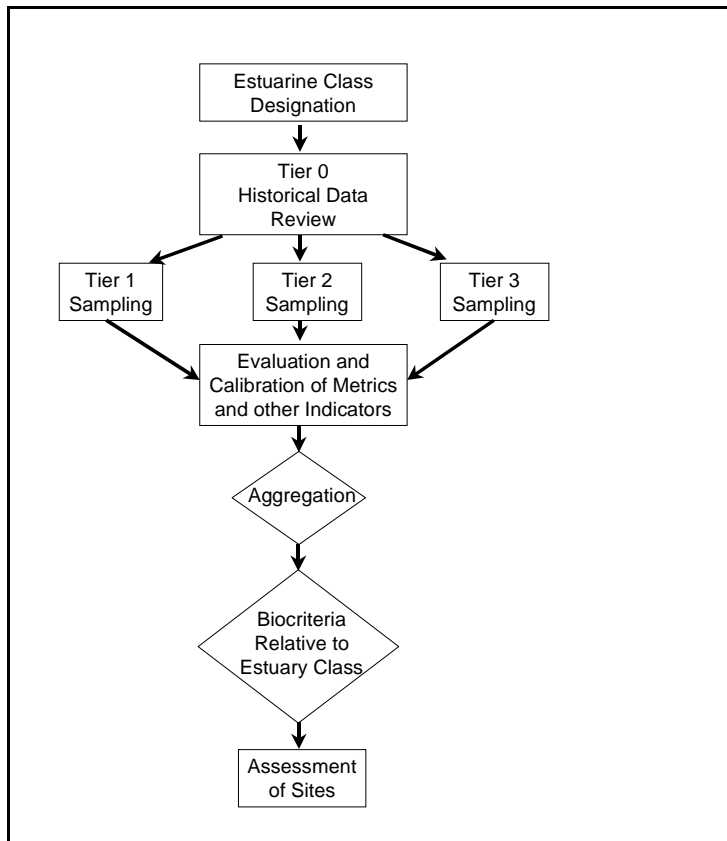 Estuarine Class
Designation
Tier 0
Historical Data
Review
Tier 1
Sampling
Tier 2
Sampling
Tier 3
Sampling
Evaluation and
Calibration of Metrics
and other Indicators
Aggregation
Biocriteria
Relative to
Estuary Class
Assessment
of Sites